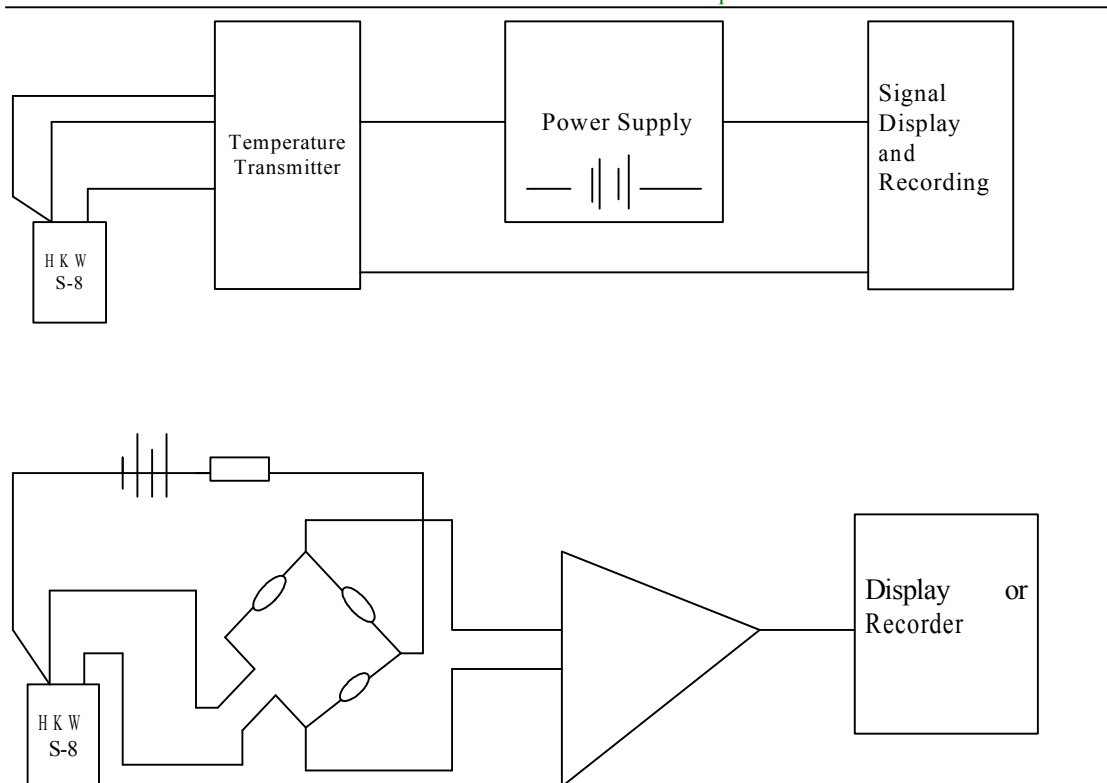 Temperature
Transmitter
Power Supply
Signal
Display
and
Recording
H K W
S-8
Display or
Recorder
H K W
S-8